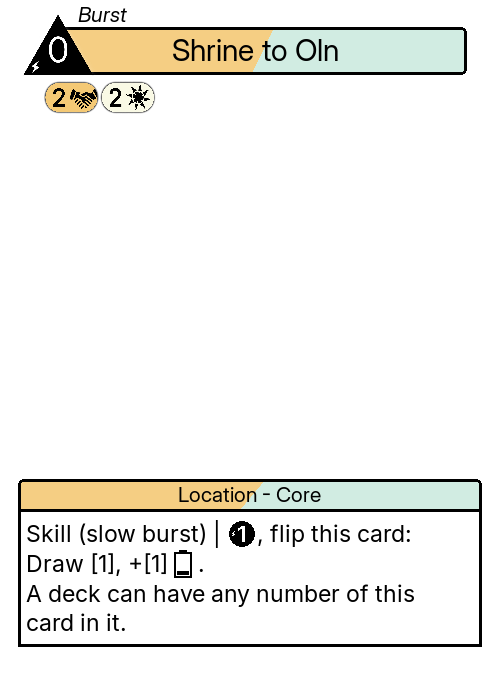 Burst
0
Shrine to Oln
2 2
Location - Core
Skill (slow burst) | 1, flip this card:
Draw [1], +[1] .
A deck can have any number of this
card in it.